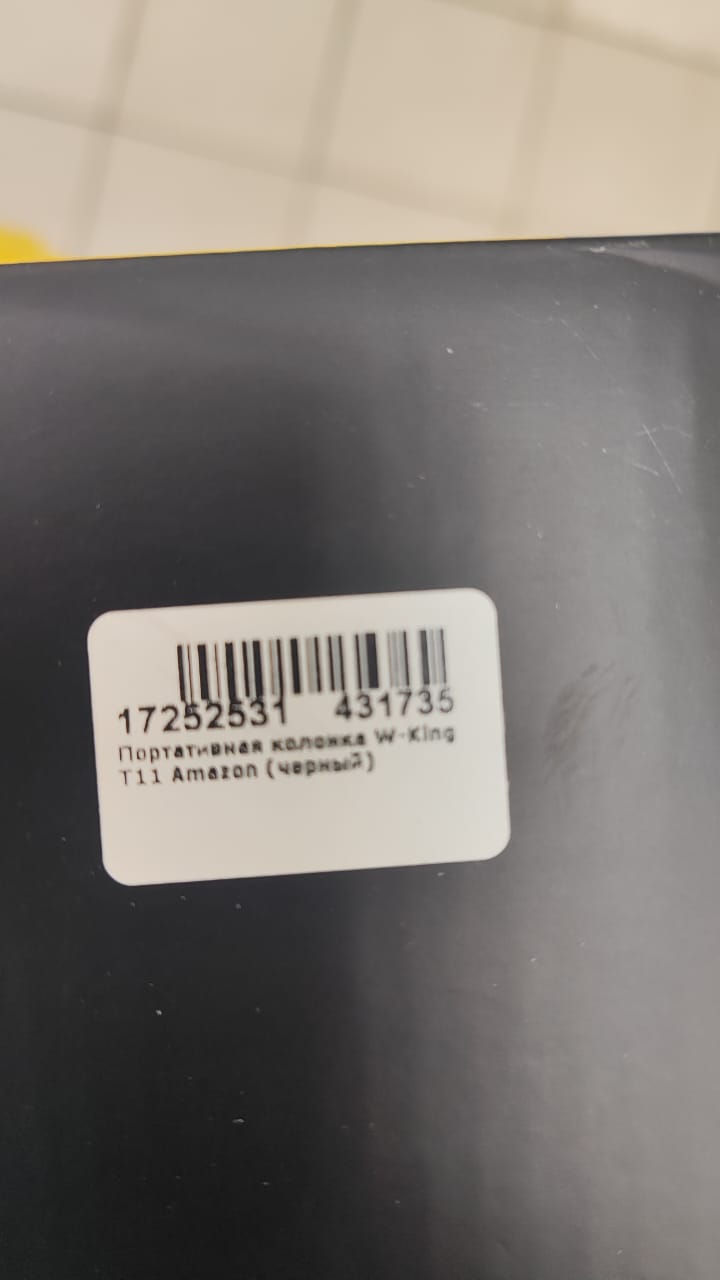 17252531 431735
Портативная колонка W-King
T11 Amazon (черный)